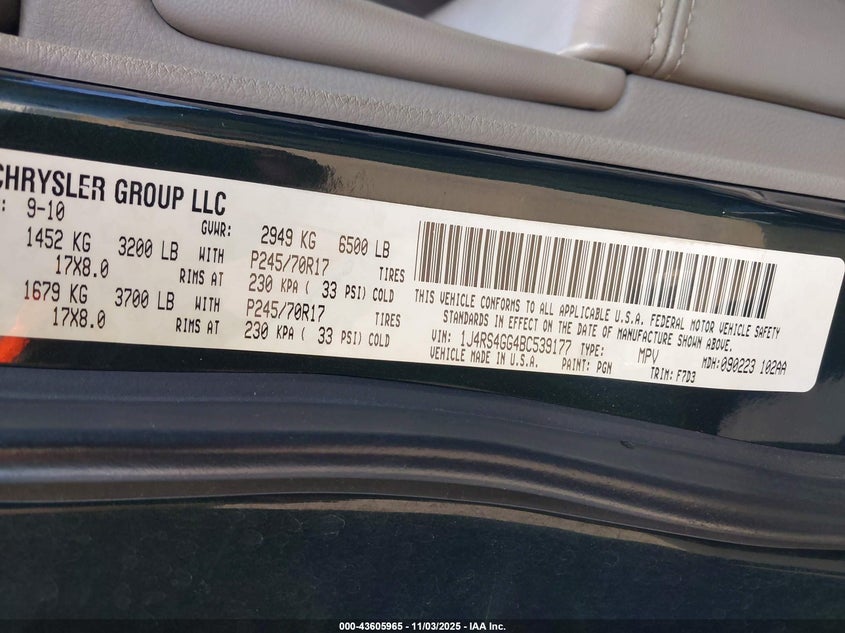 CHRYSLER GROUP LLC
: 9-10 GVWR: 2949 KG 6500 LB
1452 KG 3200 LB WITH P245/70R17 TIRES
17X8.0 RIMS AT 230 KPA ( 33 PSI) COLD
1679 KG 3700 LB WITH P245/70R17 TIRES
17X8.0 RIMS AT 230 KPA ( 33 PSI) COLD
THIS VEHICLE CONFORMS TO ALL APPLICABLE U.S.A. FEDERAL MOTOR VEHICLE SAFETY
STANDARDS IN EFFECT ON THE DATE OF MANUFACTURE SHOWN ABOVE.
VIN: 1J4RS4GG4BC539177 TYPE: MPV MDH:090223 102AA
VEHICLE MADE IN U.S.A. PAINT: PGN TRIM: F7D3
000-43605965 - 11/03/2025 - IAA Inc.